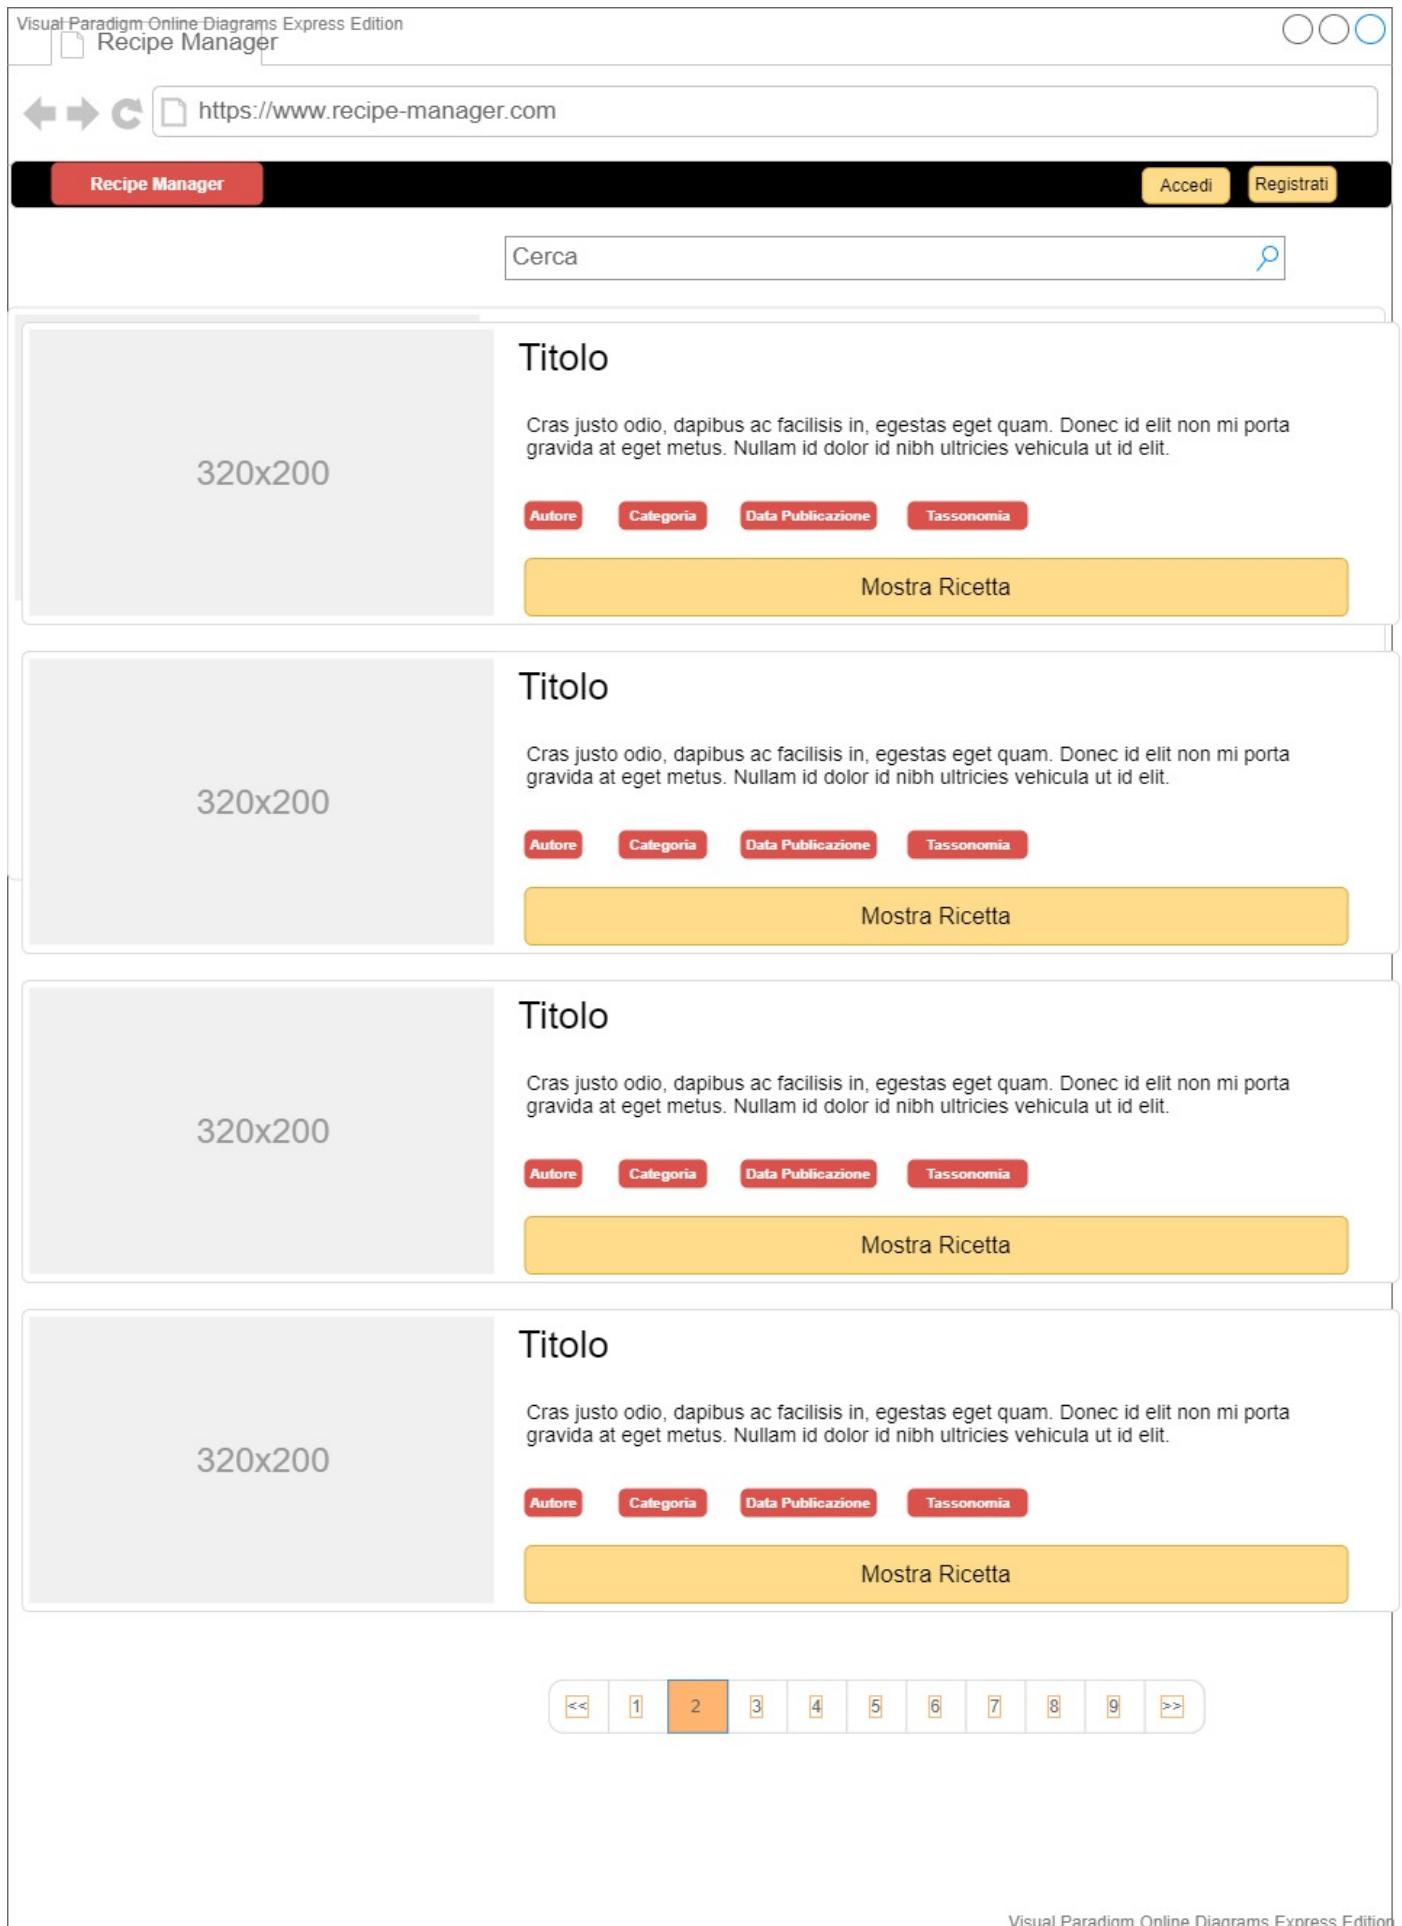 Visual Paradigm Online Diagrams Express Edition
Recipe Manager
https://www.recipe-manager.com
Recipe Manager
Accedi
Registrati
Cerca
320x200
Titolo
Cras justo odio, dapibus ac facilisis in, egestas eget quam. Donec id elit non mi porta
gravida at eget metus. Nullam id dolor id nibh ultricies vehicula ut id elit.
Autore Categoria Data Publicazione Tassonomia
Mostra Ricetta
320x200
Titolo
Cras justo odio, dapibus ac facilisis in, egestas eget quam. Donec id elit non mi porta
gravida at eget metus. Nullam id dolor id nibh ultricies vehicula ut id elit.
Autore Categoria Data Publicazione Tassonomia
Mostra Ricetta
320x200
Titolo
Cras justo odio, dapibus ac facilisis in, egestas eget quam. Donec id elit non mi porta
gravida at eget metus. Nullam id dolor id nibh ultricies vehicula ut id elit.
Autore Categoria Data Publicazione Tassonomia
Mostra Ricetta
320x200
Titolo
Cras justo odio, dapibus ac facilisis in, egestas eget quam. Donec id elit non mi porta
gravida at eget metus. Nullam id dolor id nibh ultricies vehicula ut id elit.
Autore Categoria Data Publicazione Tassonomia
Mostra Ricetta
<< 1 2 3 4 5 6 7 8 9 >>
Visual Paradigm Online Diagrams Express Edition